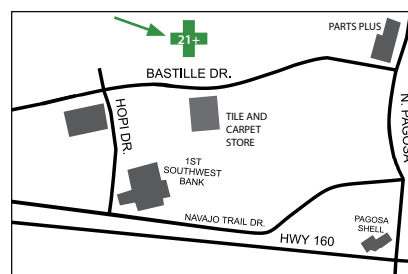 PARTS PLUS
21+
BASTILLE DR.
N. PAGOSA
HOPI DR.
TILE AND
CARPET
STORE
1ST
SOUTHWEST
BANK
NAVAJO TRAIL DR.
PAGOSA
SHELL
HWY 160